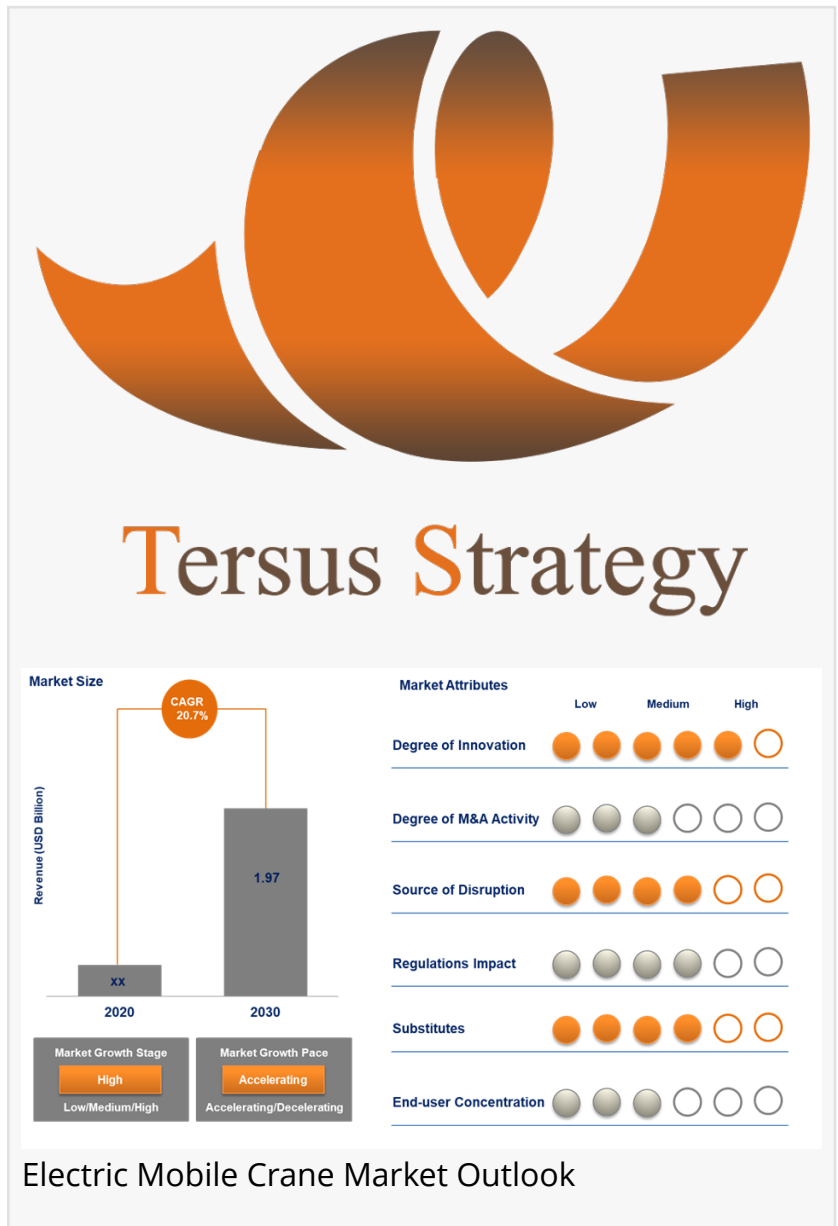 Tersus Strategy
Market Size
CAGR
20.7%
Revenue (USD Billion)
1.97
xx
2020
2030
Market Growth Stage
High
Low/Medium/High
Market Growth Pace
Accelerating
Accelerating/Decelerating
Market Attributes
Low Medium High
Degree of Innovation
Degree of M&A Activity
Source of Disruption
Regulations Impact
Substitutes
End-user Concentration
Electric Mobile Crane Market Outlook